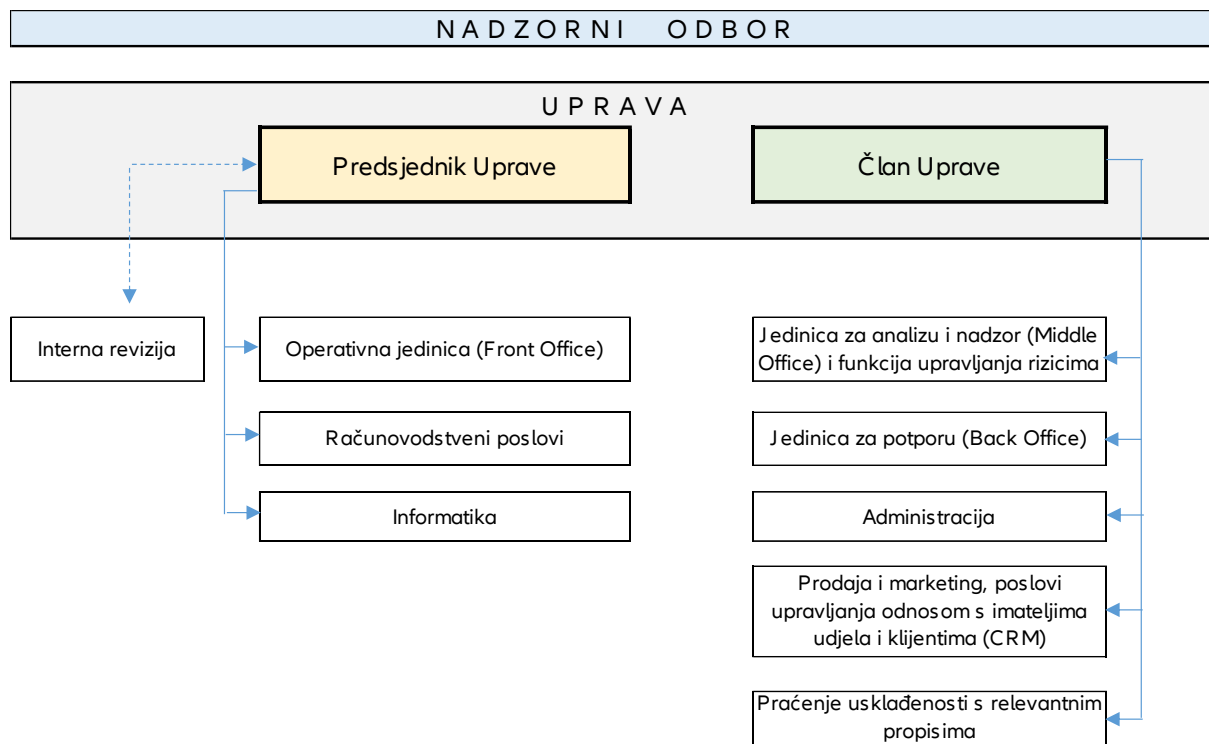 NADZORNI ODBOR
UPRAVA
Predsjednik Uprave
Član Uprave
Interna revizija
Operativna jedinica (Front Office)
Jedinica za analizu i nadzor (Middle
Office) i funkcija upravljanja rizicima
Računovodstveni poslovi
Jedinica za potporu (Back Office)
Informatika
Administracija
Prodaja i marketing, poslovi
upravljanja odnosom s imateljima
udjela i klijentima (CRM)
Praćenje usklađenosti s relevantnim
propisima